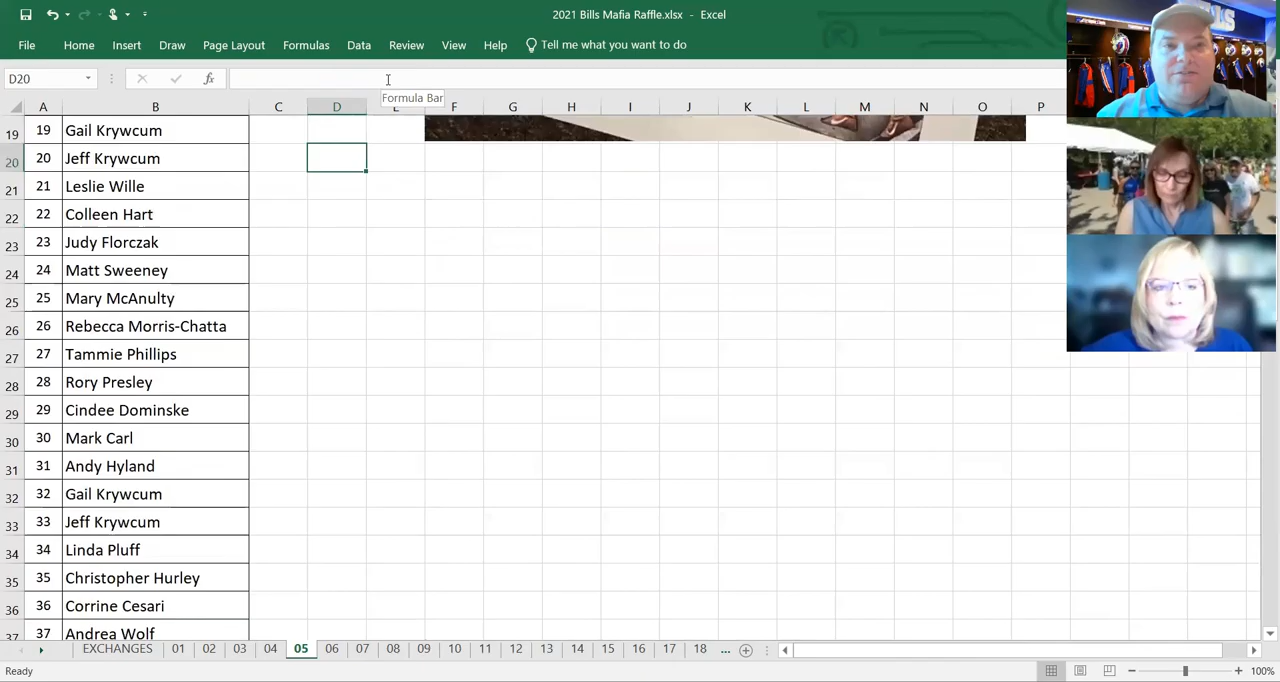 2021 Bills Mafia Raffle.xlsx - Excel
File Home Insert Draw Page Layout Formulas Data Review View Help Tell me what you want to do
D20 fx
Formula Bar
A B C D E F G H I J K L M N O P
19 19 Gail Krywcum
20 20 Jeff Krywcum
21 21 Leslie Wille
22 22 Colleen Hart
23 23 Judy Florczak
24 24 Matt Sweeney
25 25 Mary McAnulty
26 26 Rebecca Morris-Chatta
27 27 Tammie Phillips
28 28 Rory Presley
29 29 Cindee Dominske
30 30 Mark Carl
31 31 Andy Hyland
32 32 Gail Krywcum
33 33 Jeff Krywcum
34 34 Linda Pluff
35 35 Christopher Hurley
36 36 Corrine Cesari
37 37 Andrea Wolf
EXCHANGES 01 02 03 04 05 06 07 08 09 10 11 12 13 14 15 16 17 18 ...
Ready 100%